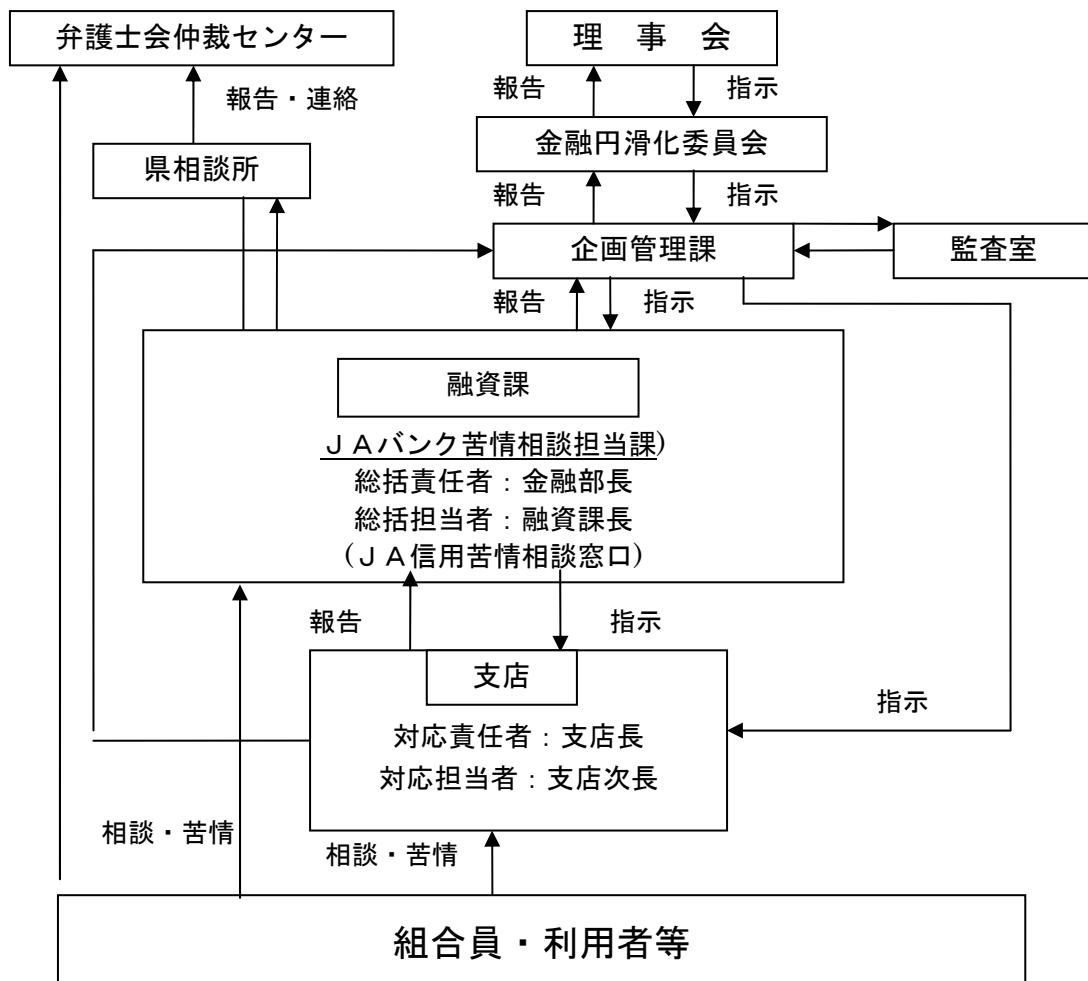 弁護士会仲裁センター
理　事　会
報告・連絡
報告
指示
金融円滑化委員会
県相談所
報告
指示
企画管理課
監査室
報告
指示
融資課
ＪＡバンク苦情相談担当課)
総括責任者：金融部長
総括担当者：融資課長
(ＪＡ信用苦情相談窓口)
報告
指示
支店
指示
対応責任者：支店長
対応担当者：支店次長
相談・苦情
相談・苦情
組合員・利用者等